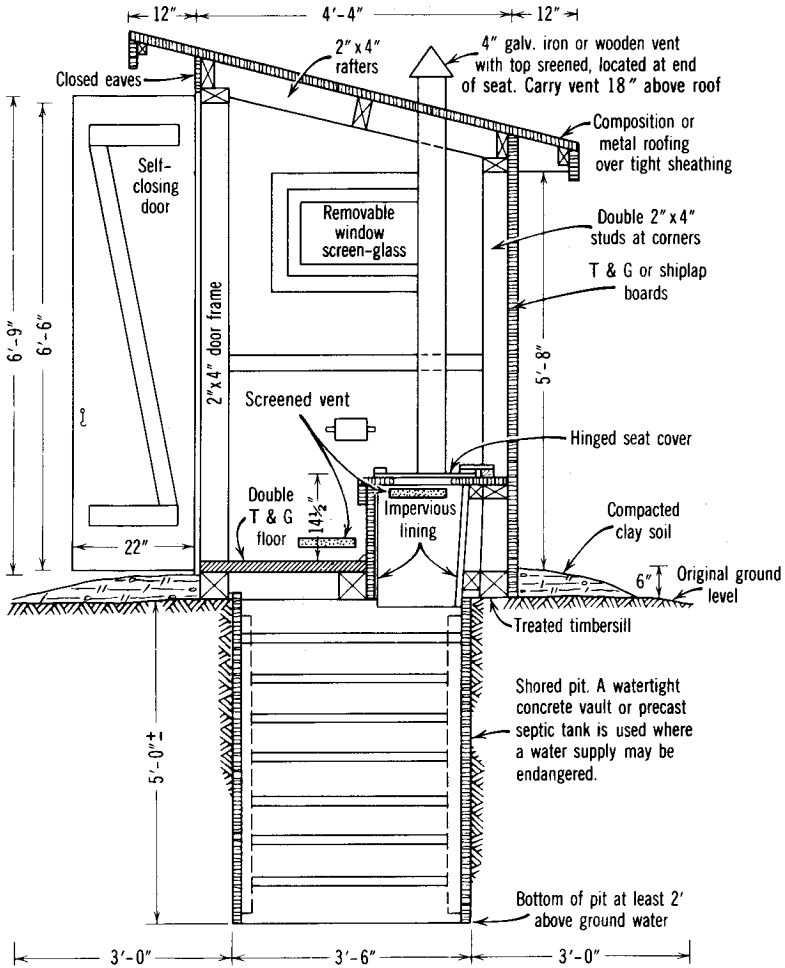 12"
4'-4"
12"
2" x 4"
rafters
4" galv. iron or wooden vent
with top sreened, located at end
of seat. Carry vent 18" above roof
Closed eaves
Composition or
metal roofing
over tight sheathing
Self-
closing
door
Removable
window
screen-glass
Double 2" x 4"
studs at corners
T & G or shiplap
boards
6'-9"
6'-6"
2" x 4" door frame
5'-8"
Screened vent
Hinged seat cover
Double
T & G
floor
14½"
Impervious
lining
Compacted
clay soil
22"
6"
Original ground
level
Treated timbersill
5'-0"±
Shored pit. A watertight
concrete vault or precast
septic tank is used where
a water supply may be
endangered.
Bottom of pit at least 2'
above ground water
3'-0"
3'-6"
3'-0"